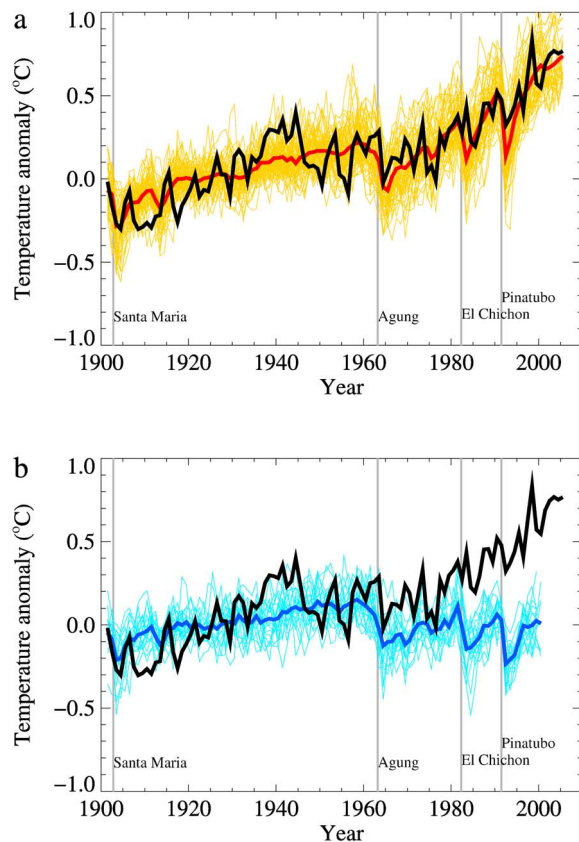 a
Temperature anomaly (°C)
1.0
0.5
0.0
−0.5
−1.0
Santa Maria
Agung
El Chichon
Pinatubo
1900 1920 1940 1960 1980 2000
Year
b
Temperature anomaly (°C)
1.0
0.5
0.0
−0.5
−1.0
Santa Maria
Agung
El Chichon
Pinatubo
1900 1920 1940 1960 1980 2000
Year